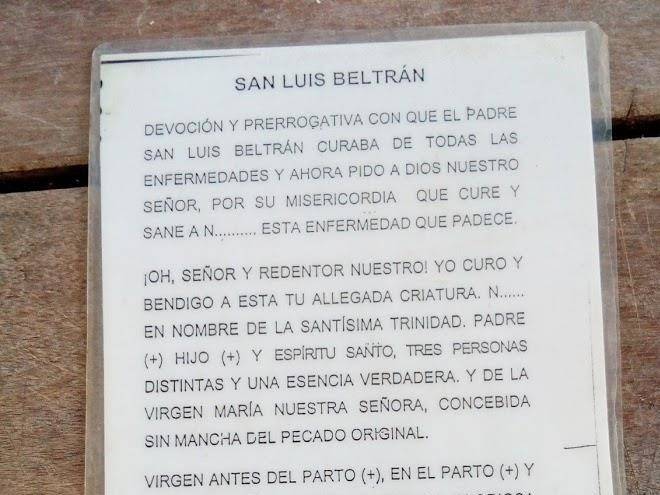 SAN LUIS BELTRÁN
DEVOCIÓN Y PRERROGATIVA CON QUE EL PADRE
SAN LUIS BELTRÁN CURABA DE TODAS LAS
ENFERMEDADES Y AHORA PIDO A DIOS NUESTRO
SEÑOR, POR SU MISERICORDIA QUE CURE Y
SANE A N.......... ESTA ENFERMEDAD QUE PADECE.
¡OH, SEÑOR Y REDENTOR NUESTRO! YO CURO Y
BENDIGO A ESTA TU ALLEGADA CRIATURA. N......
EN NOMBRE DE LA SANTÍSIMA TRINIDAD. PADRE
(+) HIJO (+) Y ESPÍRITU SANTO, TRES PERSONAS
DISTINTAS Y UNA ESENCIA VERDADERA. Y DE LA
VIRGEN MARÍA NUESTRA SEÑORA, CONCEBIDA
SIN MANCHA DEL PECADO ORIGINAL.
VIRGEN ANTES DEL PARTO (+), EN EL PARTO (+) Y